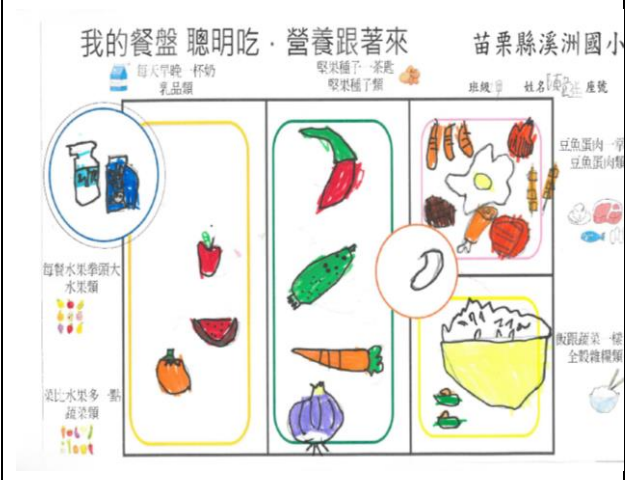 我的餐盤 聰明吃．營養跟著來
苗栗縣溪洲國小
每天早晚一杯奶
乳品類
堅果種子一茶匙
堅果種子類
班級 甲 姓名 座號
豆魚蛋肉一掌
豆魚蛋肉類
每餐水果拳頭大
水果類
飯跟蔬菜一樣
全穀雜糧類
菜比水果多一點
蔬菜類